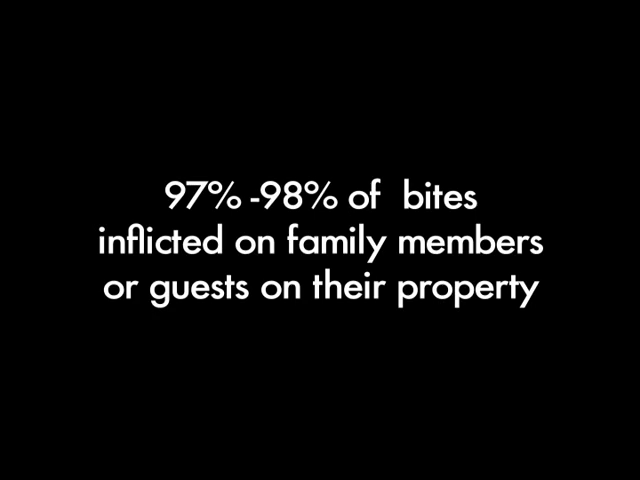 97% -98% of  bites
inflicted on family members
or guests on their property